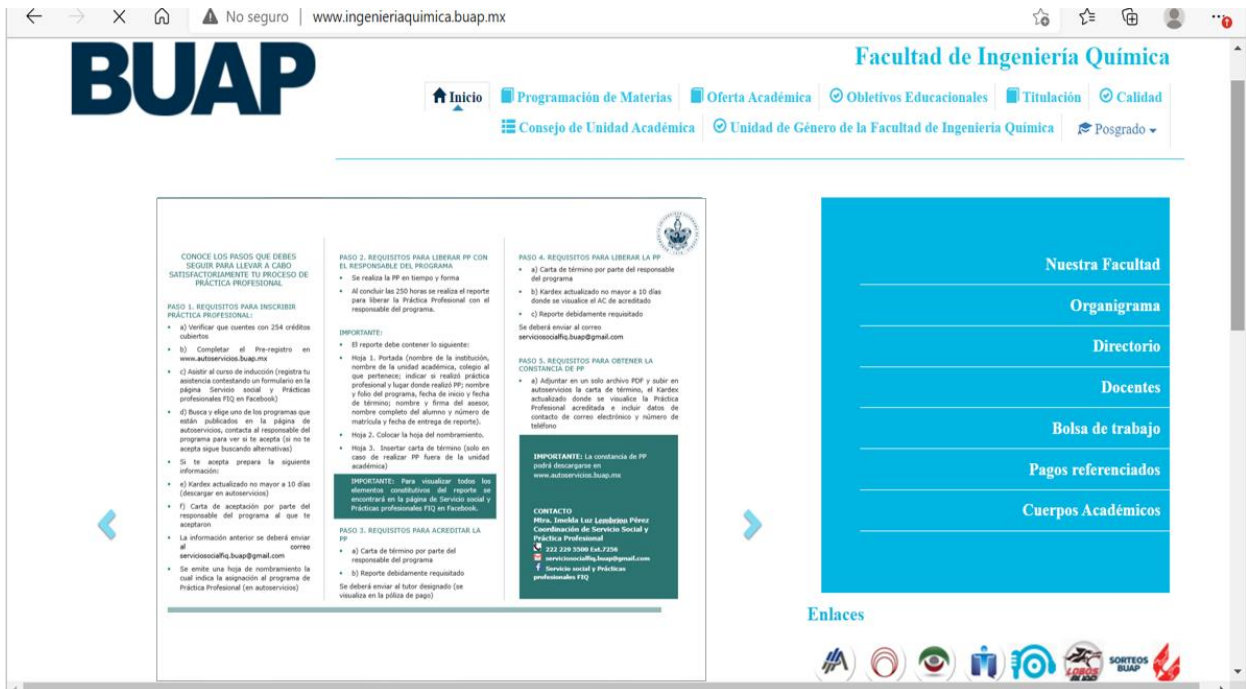 No seguro
www.ingenieriaquimica.buap.mx
BUAP
Facultad de Ingeniería Química
Inicio
Programación de Materias
Oferta Académica
Obletivos Educacionales
Titulación
Calidad
Consejo de Unidad Académica
Unidad de Género de la Facultad de Ingeniería Química
Posgrado
CONOCE LOS PASOS QUE DEBES
SEGUIR PARA LLEVAR A CABO
SATISFACTORIAMENTE TU PROCESO DE
PRÁCTICA PROFESIONAL
PASO 1. REQUISITOS PARA INSCRIBIR
PRÁCTICA PROFESIONAL:
• a) Verificar que cuentes con 254 créditos
cubiertos
• b) Completar el Pre-registro en
www.autoservicios.buap.mx
• c) Asistir al curso de inducción (registra tu
asistencia contestando un formulario en la
página Servicio social y Prácticas
profesionales FIQ en Facebook)
• d) Busca y elige uno de los programas que
están publicados en la página de
autoservicios, contacta al responsable del
programa para ver si te acepta (si no te
acepta sigue buscando alternativas)
• Si te acepta prepara la siguiente
información:
• e) Kardex actualizado no mayor a 10 días
(descargar en autoservicios)
• f) Carta de aceptación por parte del
responsable del programa al que te
aceptaron
• La información anterior se deberá enviar
al correo
serviciosocialfiq.buap@gmail.com
• Se emite una hoja de nombramiento la
cual indica la asignación al programa de
Práctica Profesional (en autoservicios)
PASO 2. REQUISITOS PARA LIBERAR PP CON
EL RESPONSABLE DEL PROGRAMA
• Se realiza la PP en tiempo y forma
• Al concluir las 250 horas se realiza el reporte
para liberar la Práctica Profesional con el
responsable del programa.
IMPORTANTE:
• El reporte debe contener lo siguiente:
• Hoja 1. Portada (nombre de la institución,
nombre de la unidad académica, colegio al
que pertenece; indicar si realizó práctica
profesional y lugar donde realizó PP; nombre
y folio del programa, fecha de inicio y fecha
de término; nombre y firma del asesor,
nombre completo del alumno y número de
matrícula y fecha de entrega de reporte).
• Hoja 2. Colocar la hoja del nombramiento.
• Hoja 3. Insertar carta de término (solo en
caso de realizar PP fuera de la unidad
académica)
IMPORTANTE: Para visualizar todos los
elementos constitutivos del reporte se
encontrará en la página de Servicio social y
Prácticas profesionales FIQ en Facebook.
PASO 3. REQUISITOS PARA ACREDITAR LA
PP
• a) Carta de término por parte del
responsable del programa
• b) Reporte debidamente requisitado
Se deberá enviar al tutor designado (se
visualiza en la póliza de pago)
PASO 4. REQUISITOS PARA LIBERAR LA PP
• a) Carta de término por parte del responsable
del programa
• b) Kardex actualizado no mayor a 10 días
donde se visualice el AC de acreditado
• c) Reporte debidamente requisitado
Se deberá enviar al correo
serviciosocialfiq.buap@gmail.com
PASO 5. REQUISITOS PARA OBTENER LA
CONSTANCIA DE PP
• a) Adjuntar en un solo archivo PDF y subir en
autoservicios la carta de término, el Kardex
actualizado donde se visualice la Práctica
Profesional acreditada e incluir datos de
contacto de correo electrónico y número de
teléfono
IMPORTANTE: La constancia de PP
podrá descargarse en
www.autoservicios.buap.mx
CONTACTO
Mtra. Imelda Luz Lembrino Pérez
Coordinación de Servicio Social y
Práctica Profesional
222 229 5500 Ext.7256
serviciosocialfiq.buap@gmail.com
Servicio social y Prácticas
profesionales FIQ
Nuestra Facultad
Organigrama
Directorio
Docentes
Bolsa de trabajo
Pagos referenciados
Cuerpos Académicos
Enlaces
LOBOS
SORTEOS
BUAP